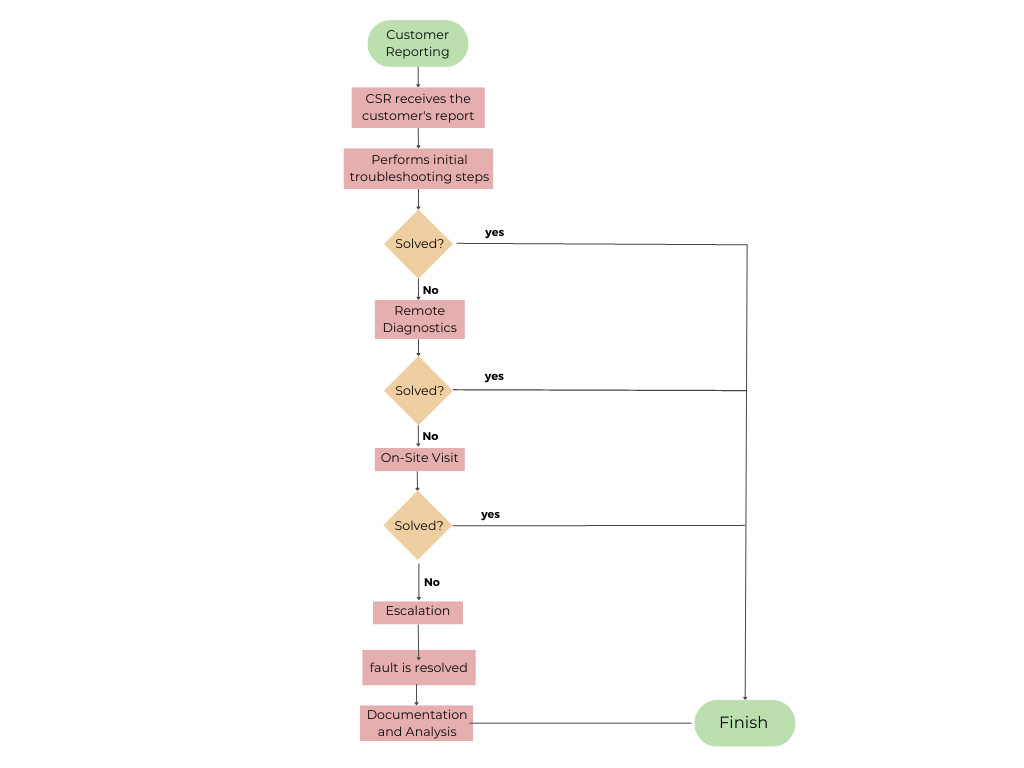 Customer
Reporting
CSR receives the
customer's report
Performs initial
troubleshooting steps
Solved?
yes
No
Remote
Diagnostics
Solved?
yes
No
On-Site Visit
Solved?
yes
No
Escalation
fault is resolved
Documentation
and Analysis
Finish